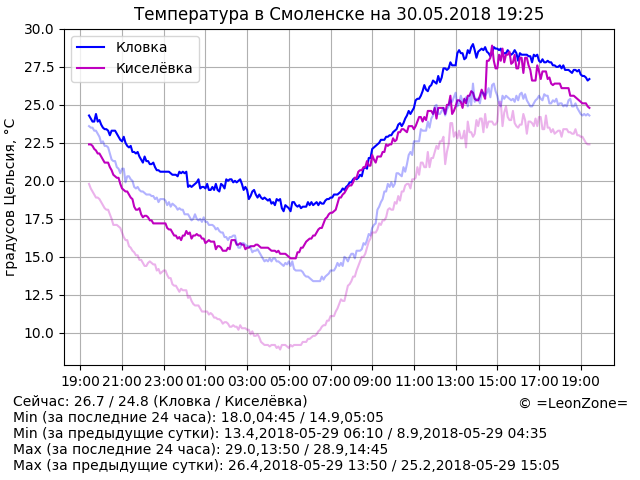 Температура в Смоленске на 30.05.2018 19:25
градусов Цельсия, °C
30.0
27.5
25.0
22.5
20.0
17.5
15.0
12.5
10.0
Кловка
Киселёвка
19:00 21:00 23:00 01:00 03:00 05:00 07:00 09:00 11:00 13:00 15:00 17:00 19:00
Сейчас: 26.7 / 24.8 (Кловка / Киселёвка)
© =LeonZone=
Min (за последние 24 часа): 18.0,04:45 / 14.9,05:05
Min (за предыдущие сутки): 13.4,2018-05-29 06:10 / 8.9,2018-05-29 04:35
Max (за последние 24 часа): 29.0,13:50 / 28.9,14:45
Max (за предыдущие сутки): 26.4,2018-05-29 13:50 / 25.2,2018-05-29 15:05